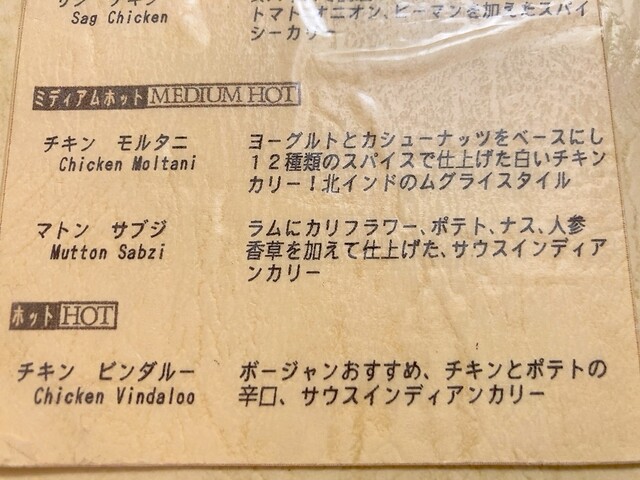 Sag Chicken
トマト、オニオン、ピーマンを加えたスパイ
シーカリー
ミディアムホット MEDIUM HOT
チキン モルタニ
Chicken Moltani
ヨーグルトとカシューナッツをベースにし
12種類のスパイスで仕上げた白いチキン
カリー!北インドのムグライスタイル
マトン サブジ
Mutton Sabzi
ラムにカリフラワー、ポテト、ナス、人参
香草を加えて仕上げた、サウスインディア
ンカリー
ホット HOT
チキン ビンダルー
Chicken Vindaloo
ボージャンおすすめ、チキンとポテトの
辛口、サウスインディアンカリー